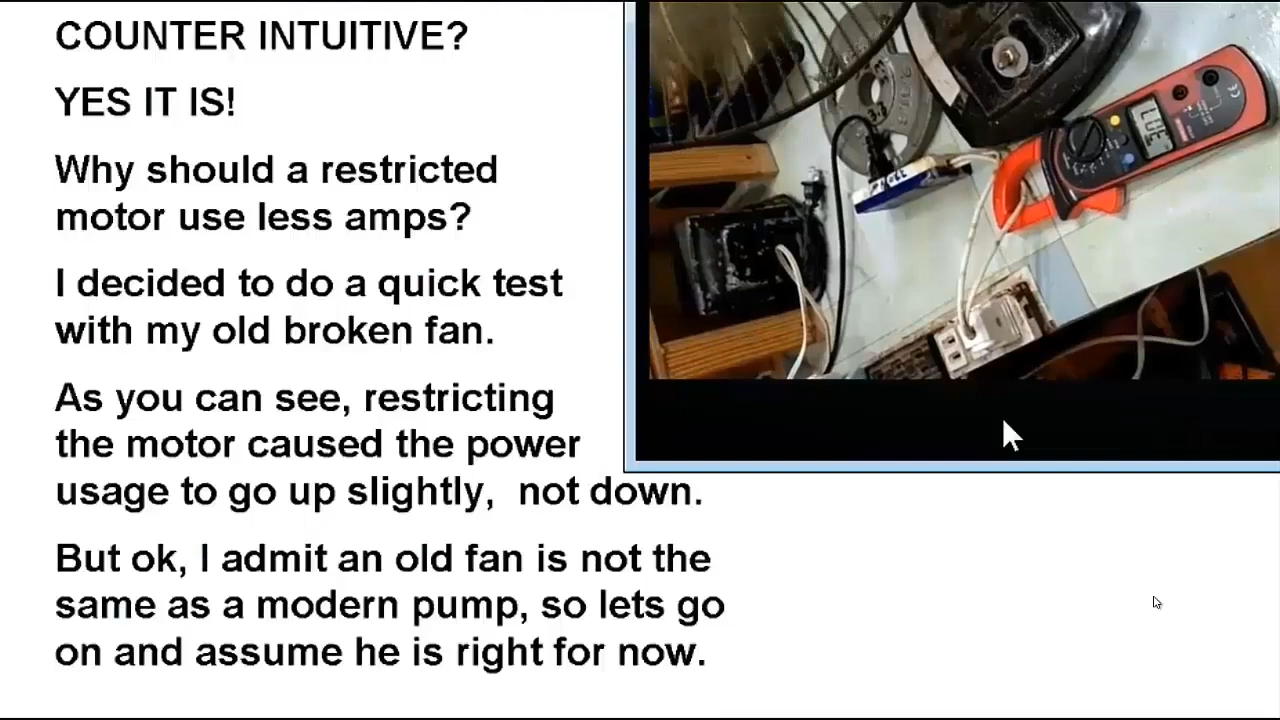 COUNTER INTUITIVE?
YES IT IS!
Why should a restricted
motor use less amps?
I decided to do a quick test
with my old broken fan.
As you can see, restricting
the motor caused the power
usage to go up slightly,  not down.
But ok, I admit an old fan is not the
same as a modern pump, so lets go
on and assume he is right for now.